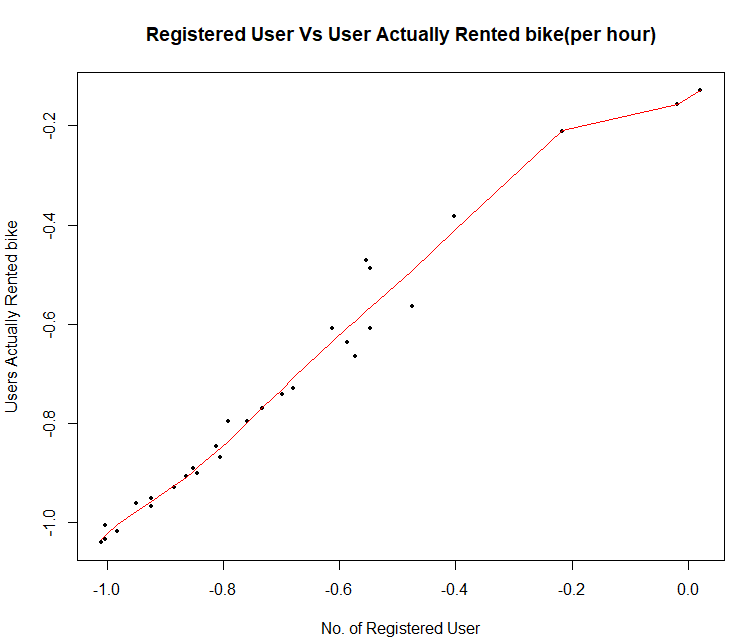 Registered User Vs User Actually Rented bike(per hour)
Users Actually Rented bike
-0.2
-0.4
-0.6
-0.8
-1.0
-1.0 -0.8 -0.6 -0.4 -0.2 0.0
No. of Registered User